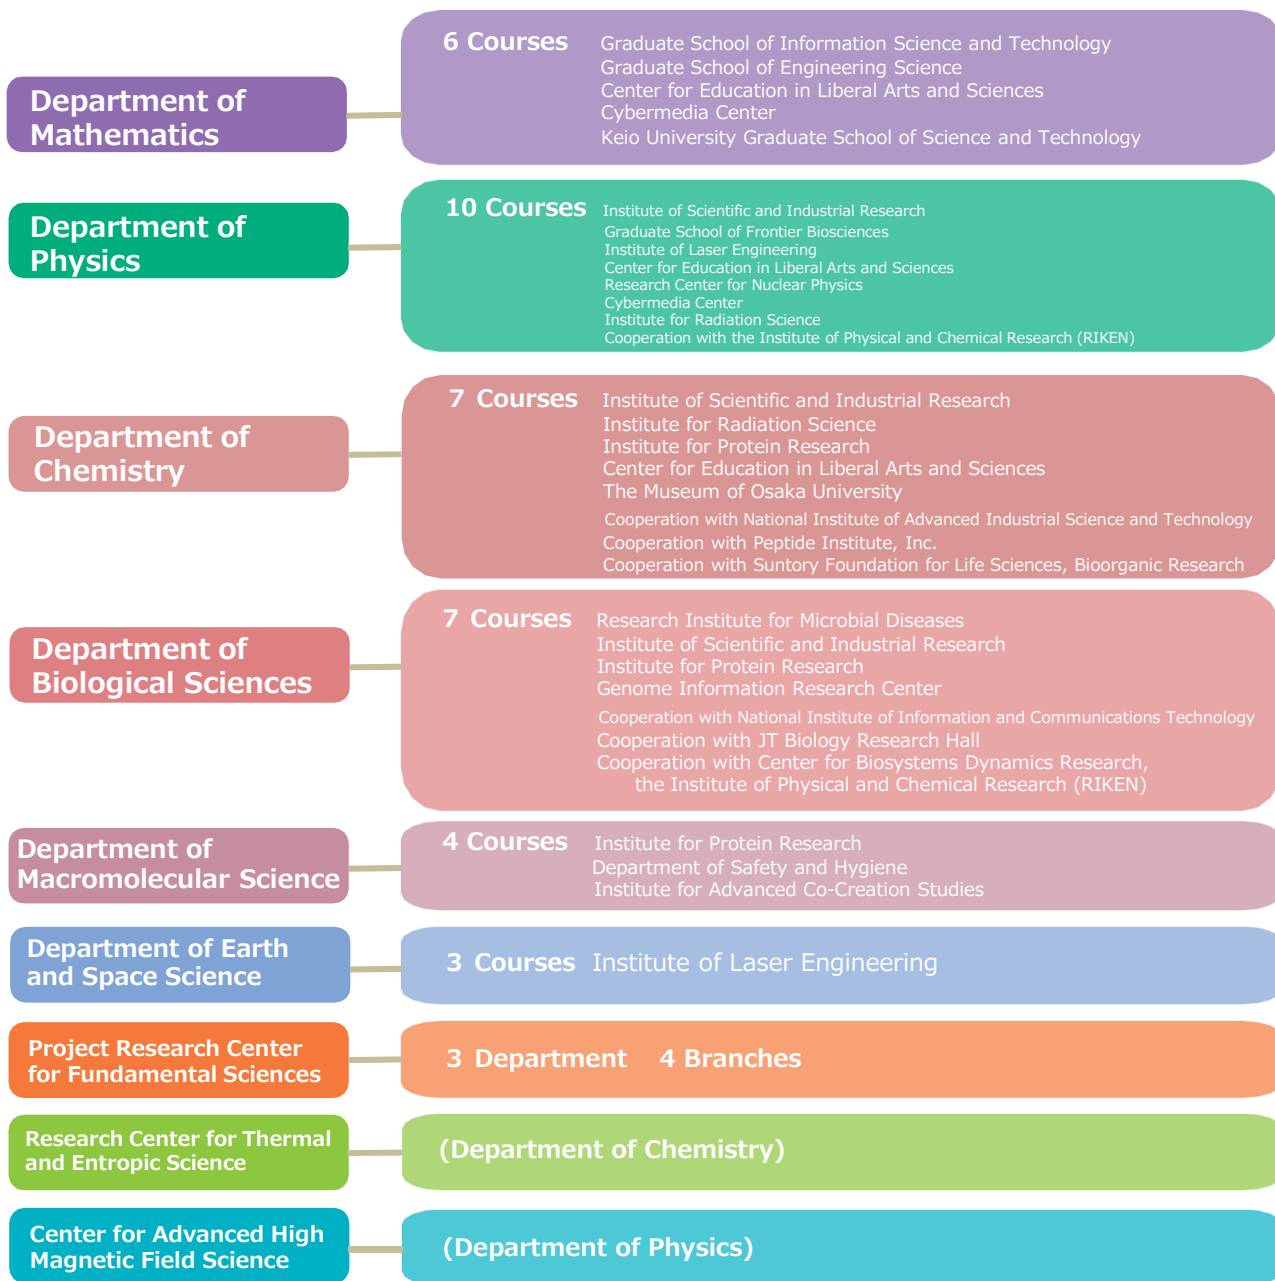 Department of
Mathematics
6 Courses Graduate School of Information Science and Technology
Graduate School of Engineering Science
Center for Education in Liberal Arts and Sciences
Cybermedia Center
Keio University Graduate School of Science and Technology
Department of
Physics
10 Courses Institute of Scientific and Industrial Research
Graduate School of Frontier Biosciences
Institute of Laser Engineering
Center for Education in Liberal Arts and Sciences
Research Center for Nuclear Physics
Cybermedia Center
Institute for Radiation Science
Cooperation with the Institute of Physical and Chemical Research (RIKEN)
Department of
Chemistry
7 Courses Institute of Scientific and Industrial Research
Institute for Radiation Science
Institute for Protein Research
Center for Education in Liberal Arts and Sciences
The Museum of Osaka University
Cooperation with National Institute of Advanced Industrial Science and Technology
Cooperation with Peptide Institute, Inc.
Cooperation with Suntory Foundation for Life Sciences, Bioorganic Research
Department of
Biological Sciences
7 Courses Research Institute for Microbial Diseases
Institute of Scientific and Industrial Research
Institute for Protein Research
Genome Information Research Center
Cooperation with National Institute of Information and Communications Technology
Cooperation with JT Biology Research Hall
Cooperation with Center for Biosystems Dynamics Research,
the Institute of Physical and Chemical Research (RIKEN)
Department of
Macromolecular Science
4 Courses Institute for Protein Research
Department of Safety and Hygiene
Institute for Advanced Co-Creation Studies
Department of Earth
and Space Science
3 Courses Institute of Laser Engineering
Project Research Center
for Fundamental Sciences
3 Department 4 Branches
Research Center for Thermal
and Entropic Science
(Department of Chemistry)
Center for Advanced High
Magnetic Field Science
(Department of Physics)